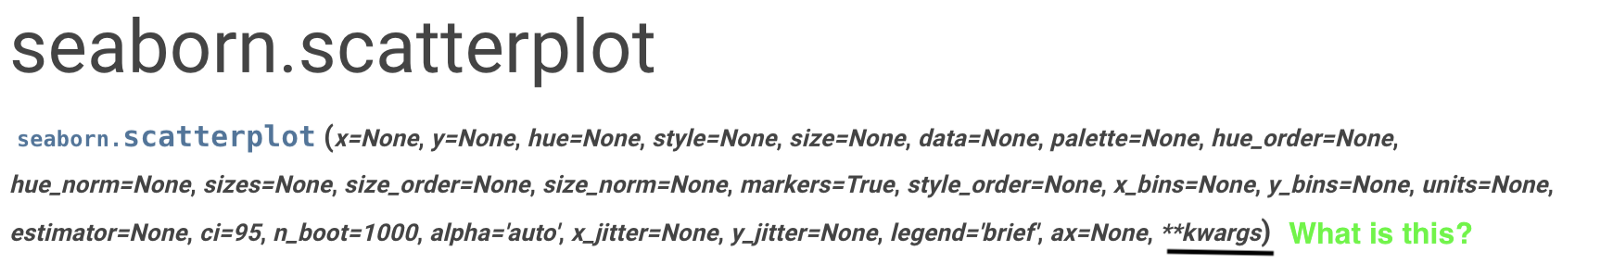 seaborn.scatterplot
seaborn.scatterplot (x=None, y=None, hue=None, style=None, size=None, data=None, palette=None, hue_order=None,
hue_norm=None, sizes=None, size_order=None, size_norm=None, markers=True, style_order=None, x_bins=None, y_bins=None, units=None,
estimator=None, ci=95, n_boot=1000, alpha='auto', x_jitter=None, y_jitter=None, legend='brief', ax=None, **kwargs) What is this?